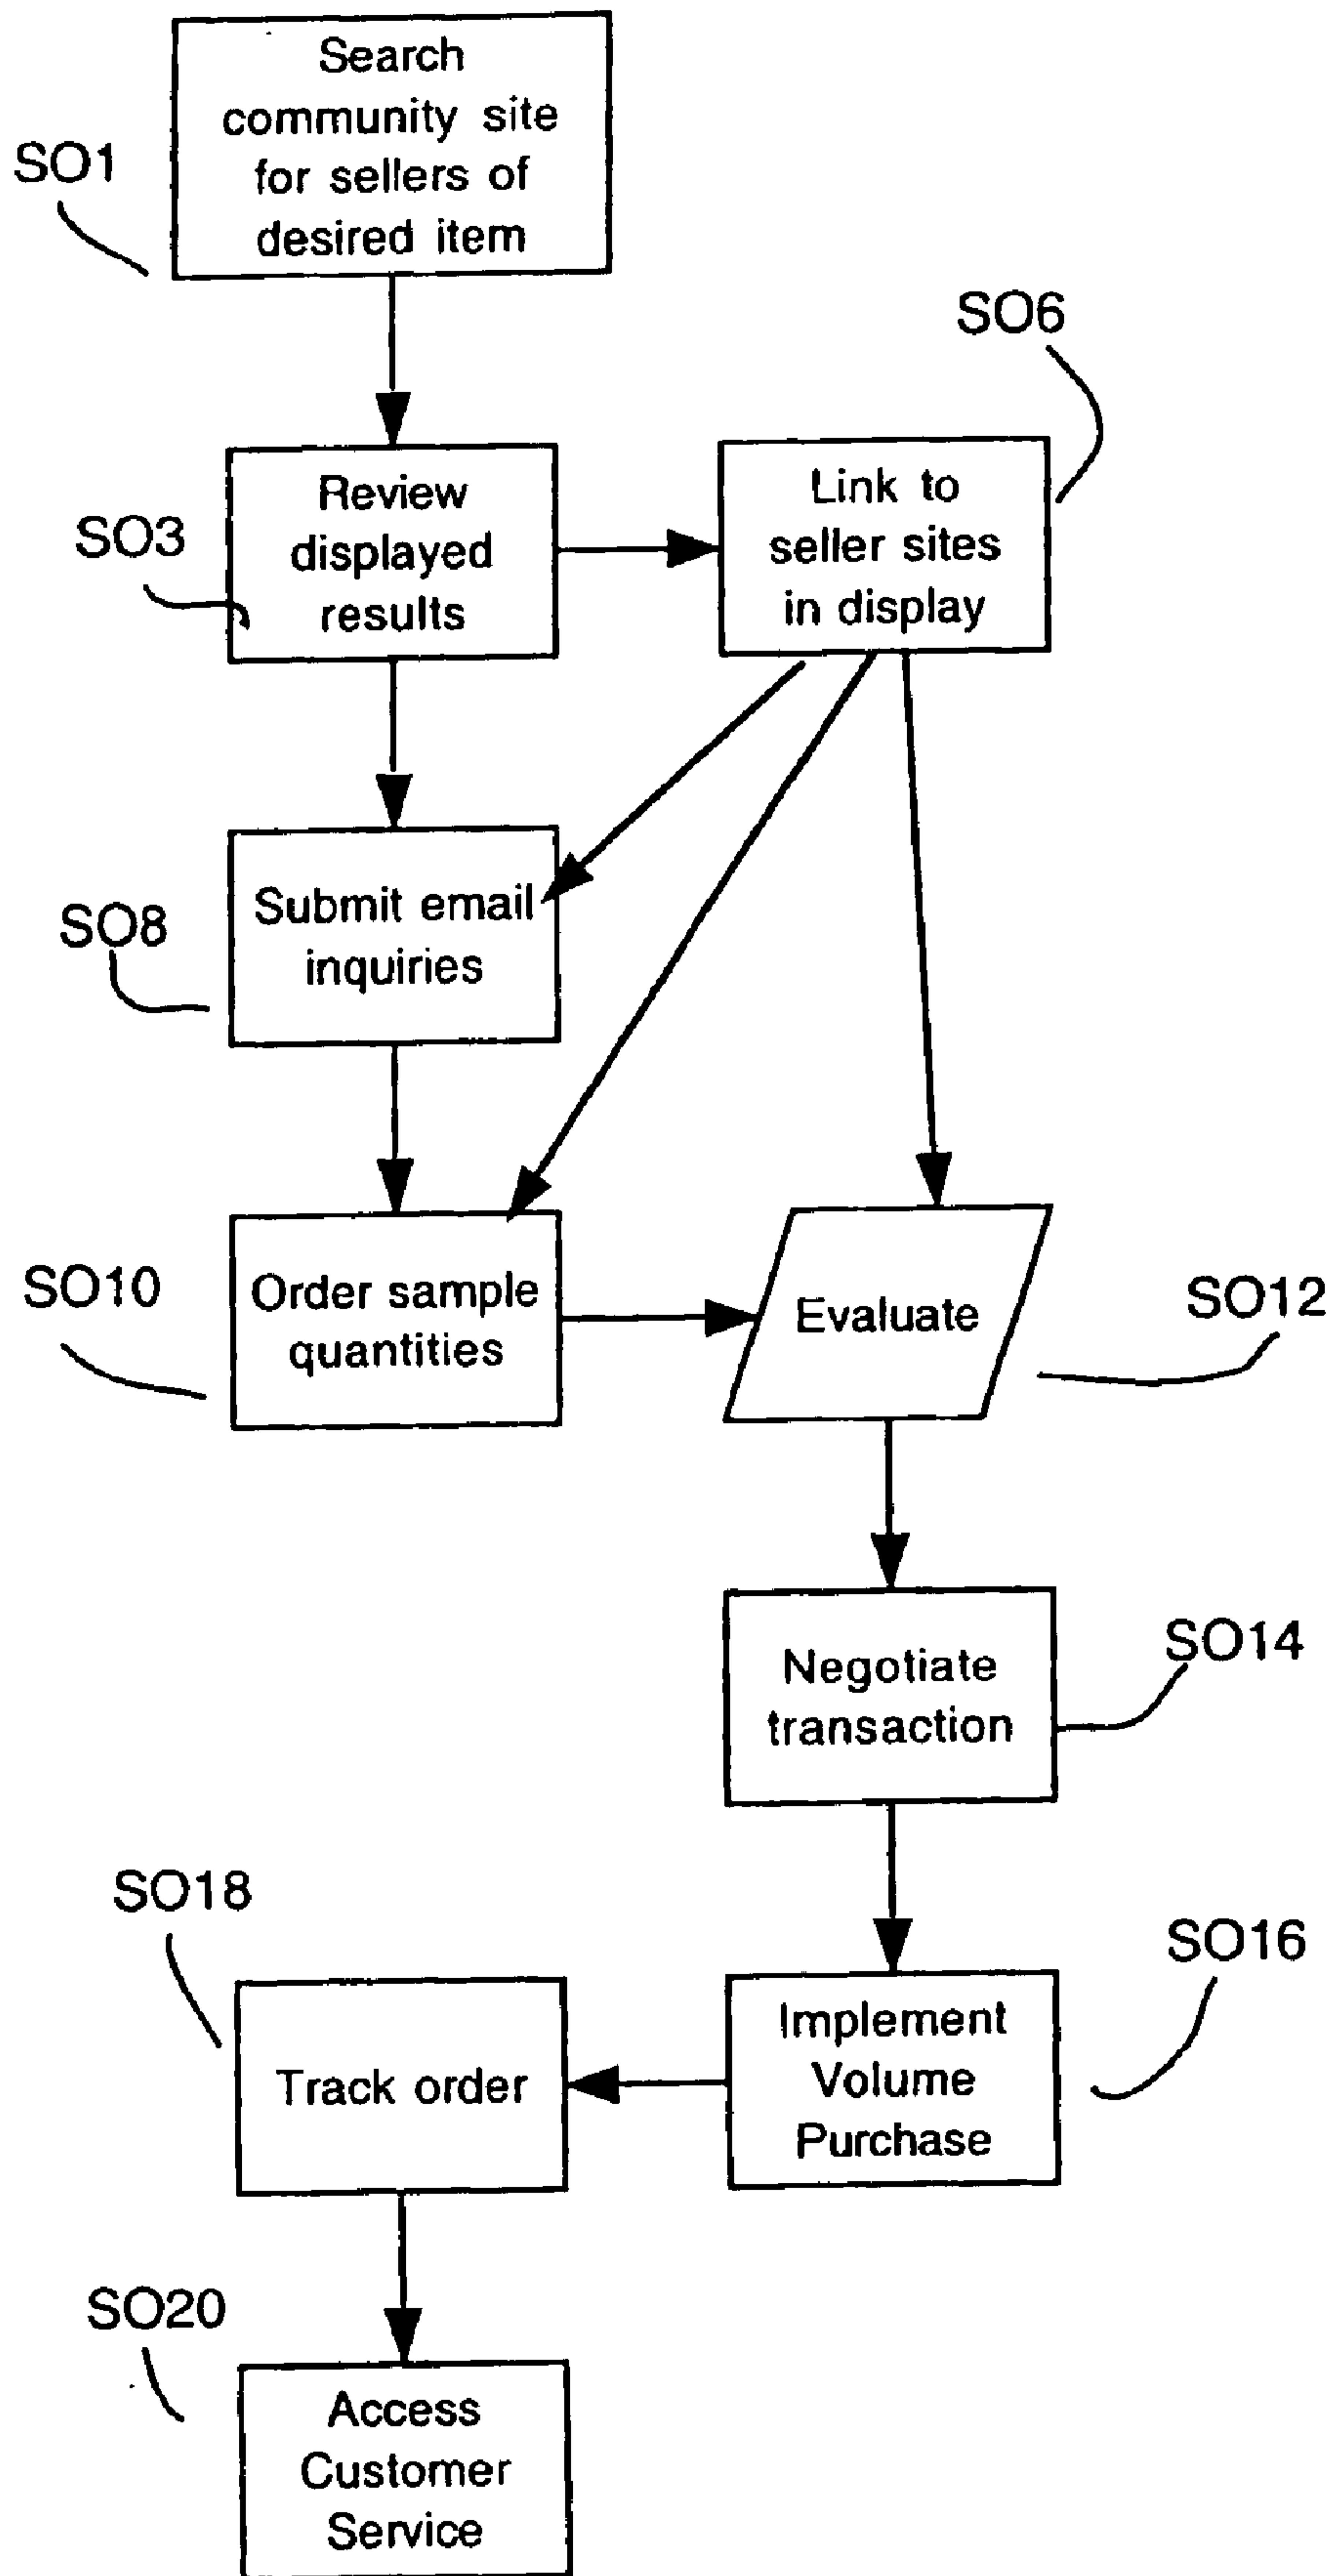 Search
community site
for sellers of
desired item
SO1
SO6
Review
displayed
results
SO3
Link to
seller sites
in display
Submit email
inquiries
SO8
Order sample
quantities
SO10
Evaluate
SO12
Negotiate
transaction
SO14
SO18
SO16
Track order
Implement
Volume
Purchase
SO20
Access
Customer
Service